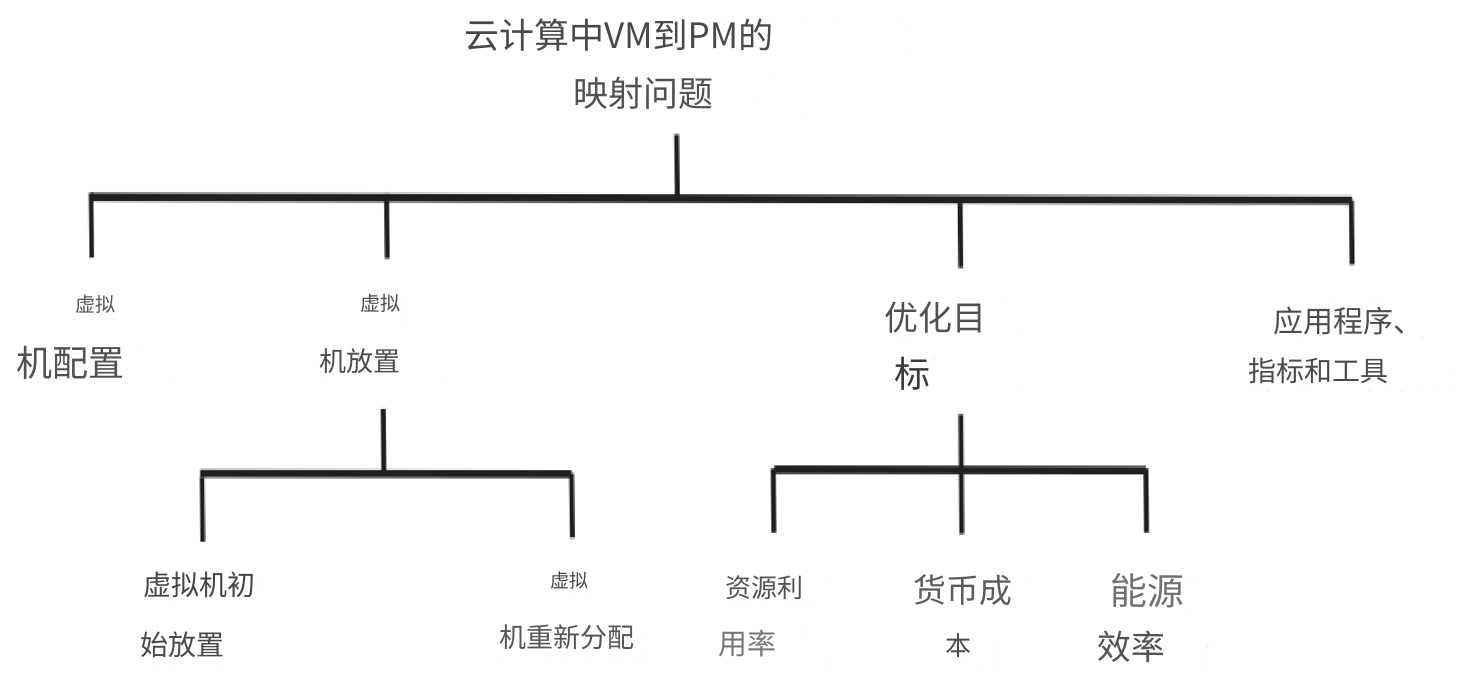 云计算中VM到PM的
映射问题
虚拟
机配置
虚拟
机放置
优化目
标
应用程序、
指标和工具
虚拟机初
始放置
虚拟
机重新分配
资源利
用率
货币成
本
能源
效率